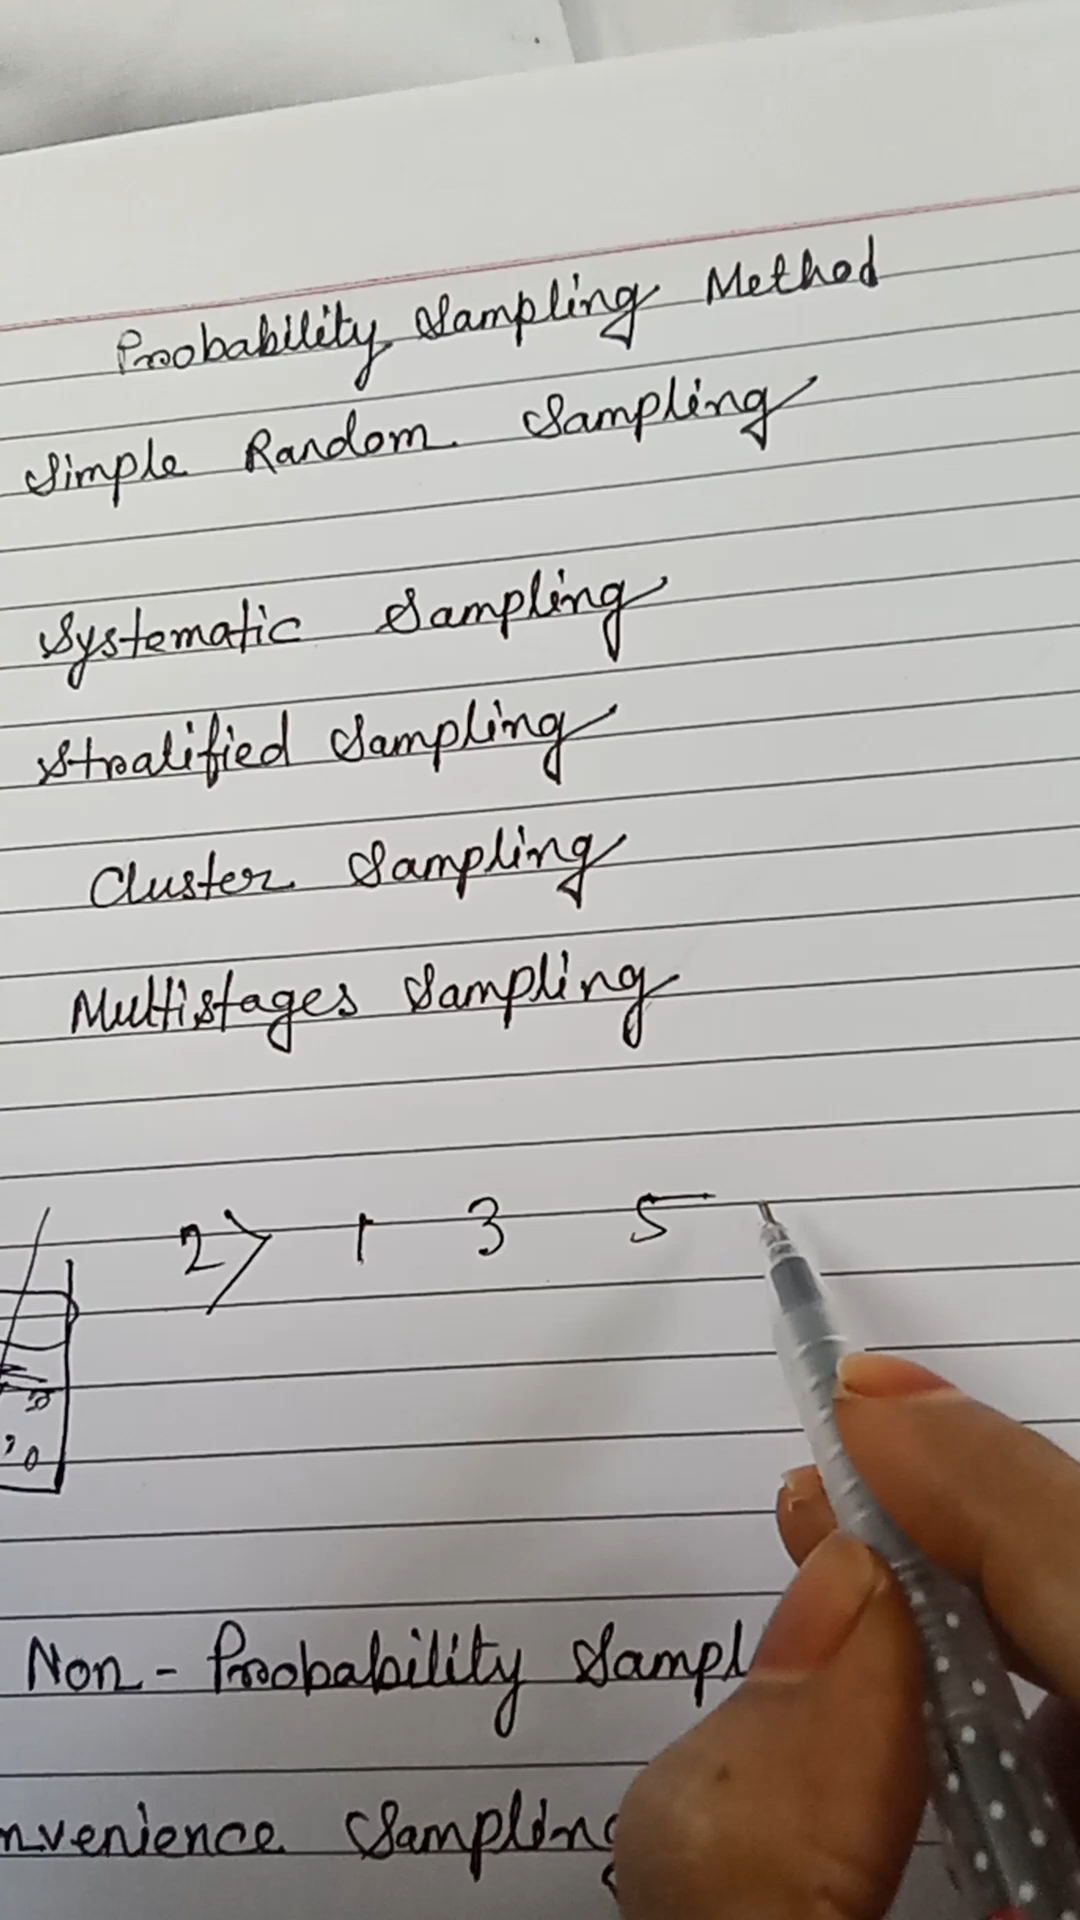 Probability Sampling Method
Simple Random Sampling
Systematic Sampling
Stratified Sampling
Cluster Sampling
Multistages Sampling
2) 1 3 5
Non - Probability Sampl
nvenience Sampling